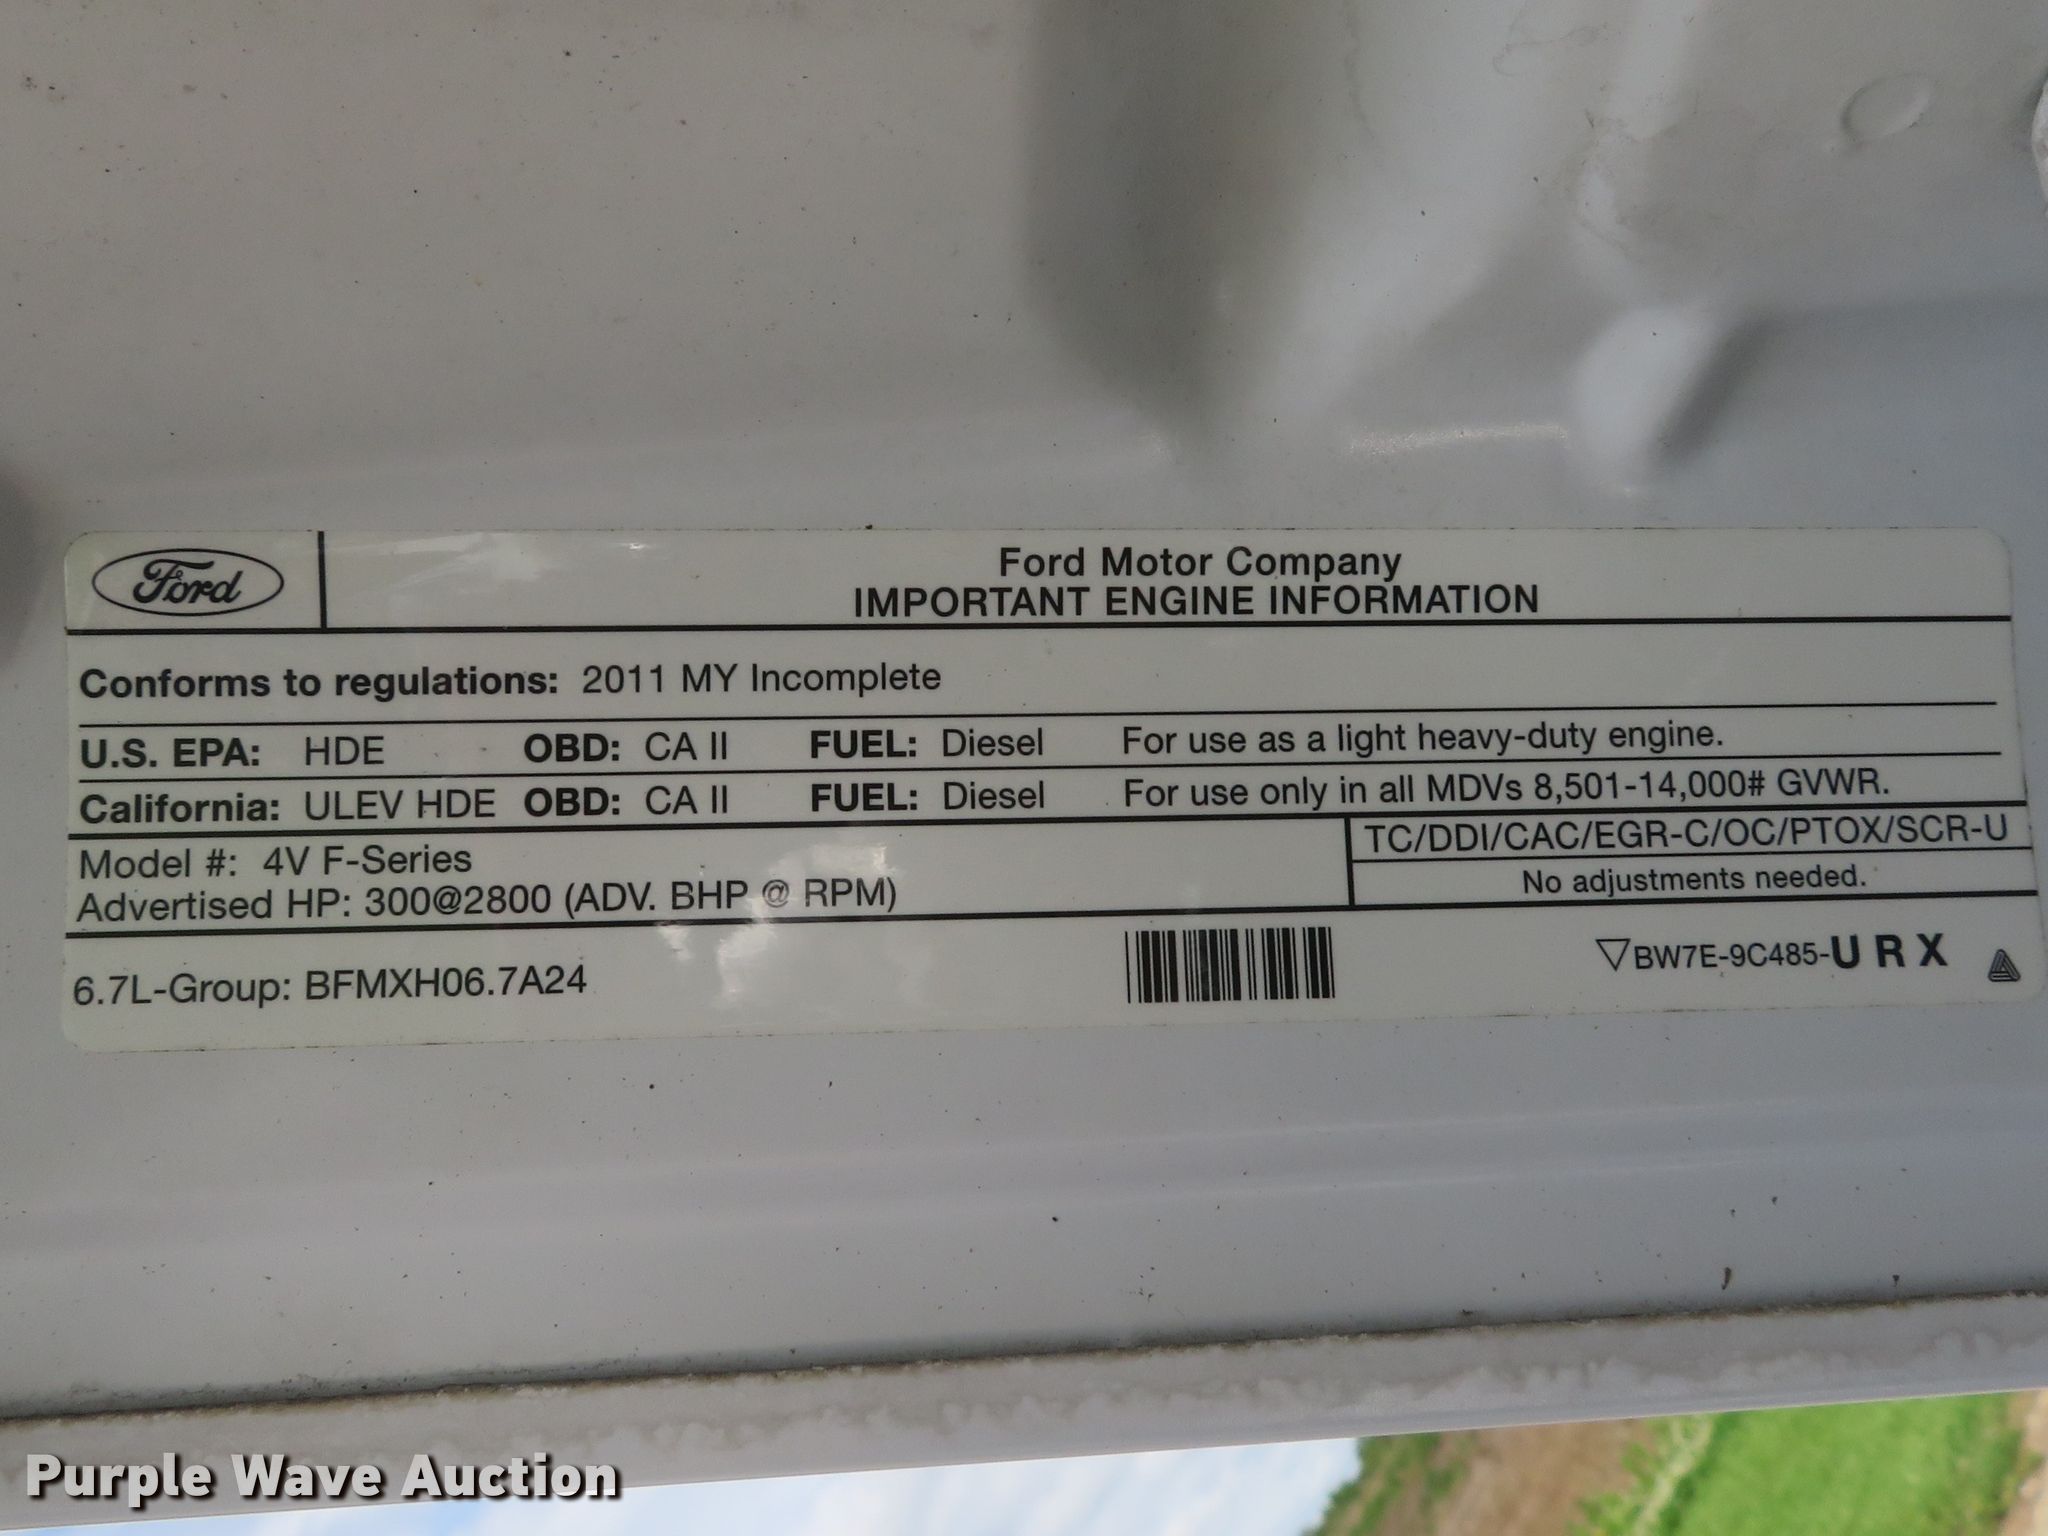 Ford
Ford Motor Company
IMPORTANT ENGINE INFORMATION
Conforms to regulations: 2011 MY Incomplete
U.S. EPA: HDE OBD: CA II FUEL: Diesel For use as a light heavy-duty engine.
California: ULEV HDE OBD: CA II FUEL: Diesel For use only in all MDVs 8,501-14,000# GVWR.
Model #: 4V F-Series
Advertised HP: 300@2800 (ADV. BHP @ RPM)
TC/DDI/CAC/EGR-C/OC/PTOX/SCR-U
No adjustments needed.
6.7L-Group: BFMXH06.7A24
▽BW7E-9C485-U R X
Purple Wave Auction